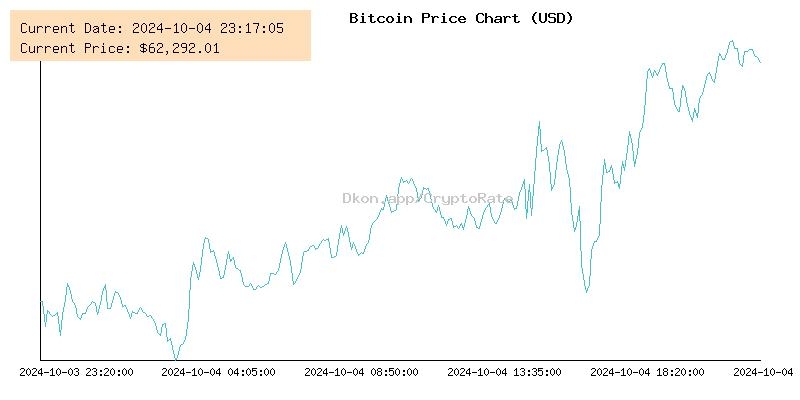 Bitcoin Price Chart (USD)
Current Date: 2024-10-04 23:17:05
Current Price: $62,292.01
Dkon.app/CryptoRate
2024-10-03 23:20:00
2024-10-04 04:05:00
2024-10-04 08:50:00
2024-10-04 13:35:00
2024-10-04 18:20:00
2024-10-04